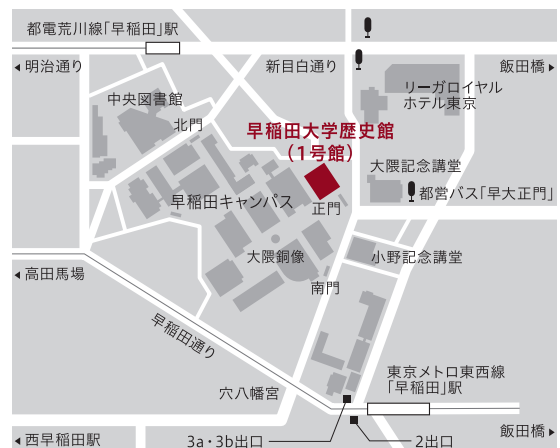 都電荒川線「早稲田」駅
明治通り
新目白通り
飯田橋
リーガロイヤル
ホテル東京
中央図書館
北門
早稲田大学歴史館
(1号館)
大隈記念講堂
都営バス「早大正門」
早稲田キャンパス
正門
大隈銅像
小野記念講堂
高田馬場
南門
早稲田通り
東京メトロ東西線
「早稲田」駅
穴八幡宮
西早稲田駅
3a・3b出口
2出口
飯田橋